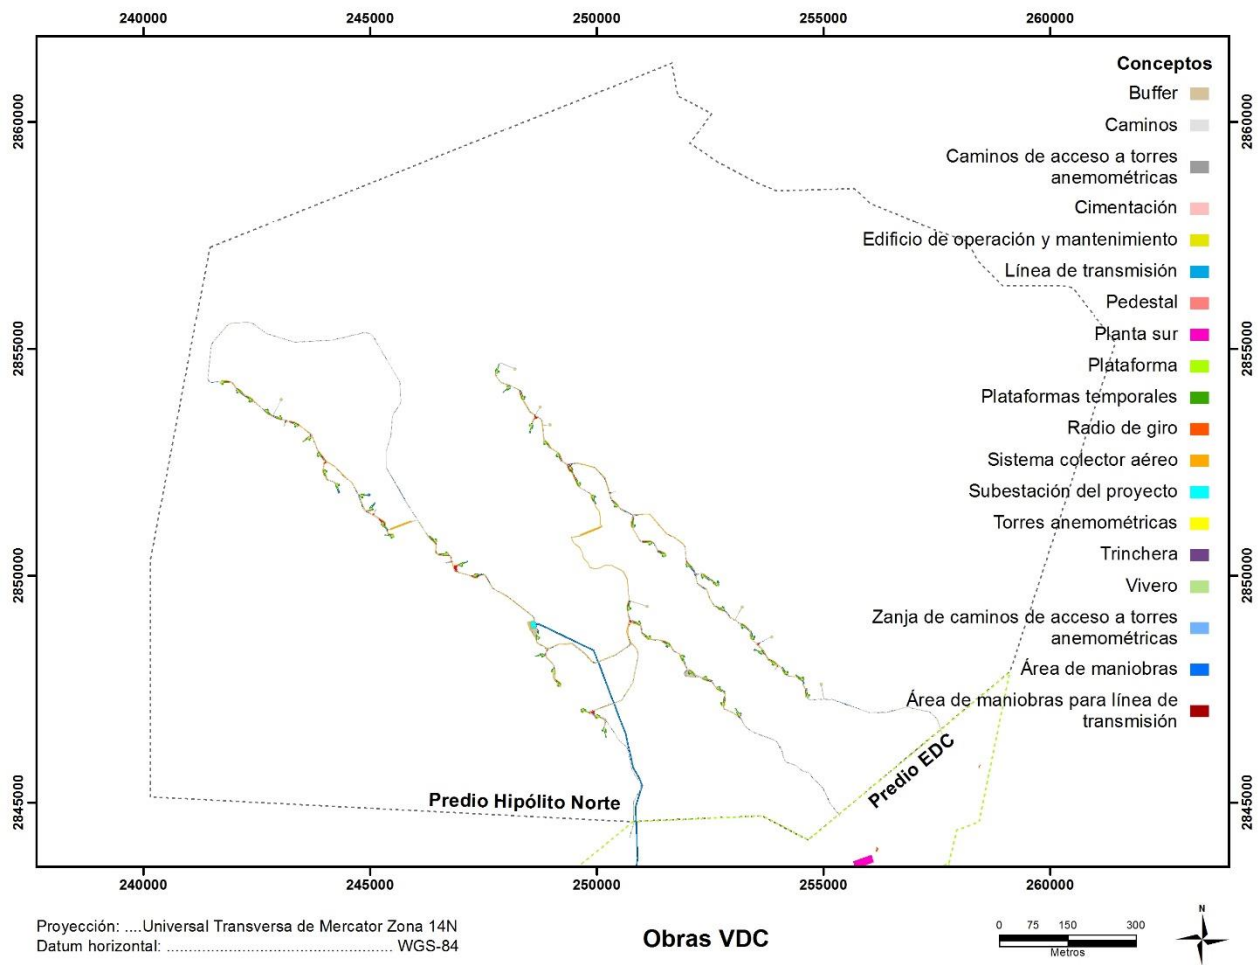 240000 245000 250000 255000 260000
2860000
2855000
2850000
2845000
Conceptos
Buffer
Caminos
Caminos de acceso a torres
anemométricas
Cimentación
Edificio de operación y mantenimiento
Línea de transmisión
Pedestal
Planta sur
Plataforma
Plataformas temporales
Radio de giro
Sistema colector aéreo
Subestación del proyecto
Torres anemométricas
Trinchera
Vivero
Zanja de caminos de acceso a torres
anemométricas
Área de maniobras
Área de maniobras para línea de
transmisión
Predio EDC
Predio Hipólito Norte
2860000
2855000
2850000
2845000
240000 245000 250000 255000 260000
Proyección: ....Universal Transversa de Mercator Zona 14N
Datum horizontal: ......................................................... WGS-84
Obras VDC
0 75 150 300
Metros
N